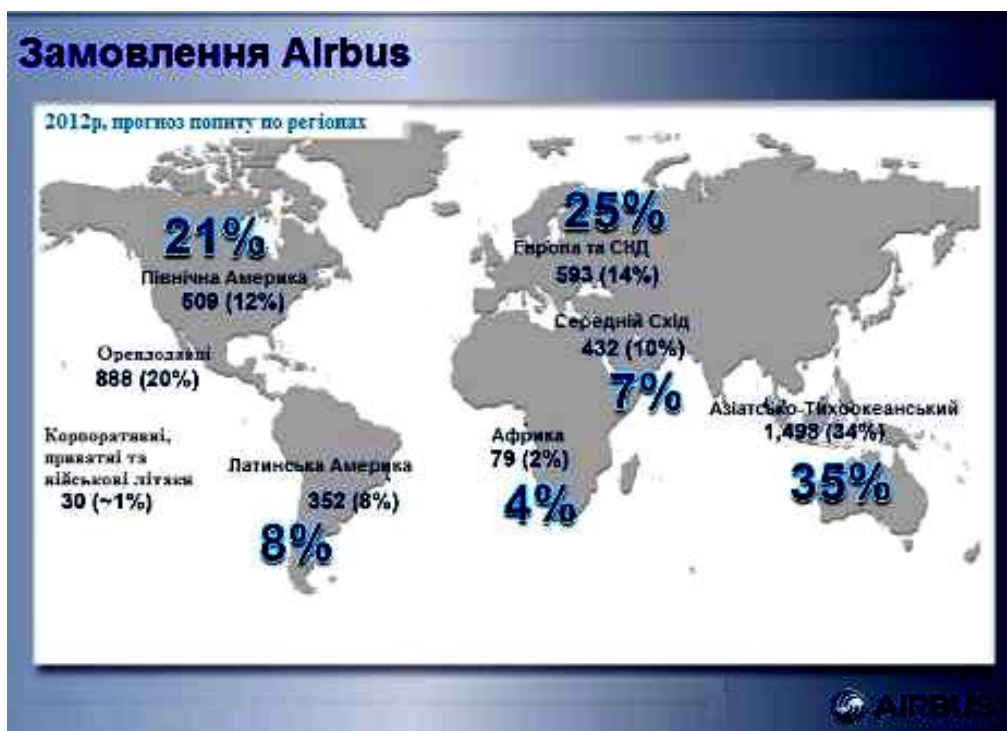 Замовлення Airbus
2012р, прогноз попиту по регіонах
21%
Північна Америка
509 (12%)
25%
Европа та СНД
593 (14%)
Середній Схід
432 (10%)
7%
Орендодавці
888 (20%)
Азіатсько-Тихоокеанський
1,498 (34%)
35%
Корпоративні,
приватні та
військові літаки
30 (~1%)
Африка
79 (2%)
4%
Латинська Америка
352 (8%)
8%
AIRBUS